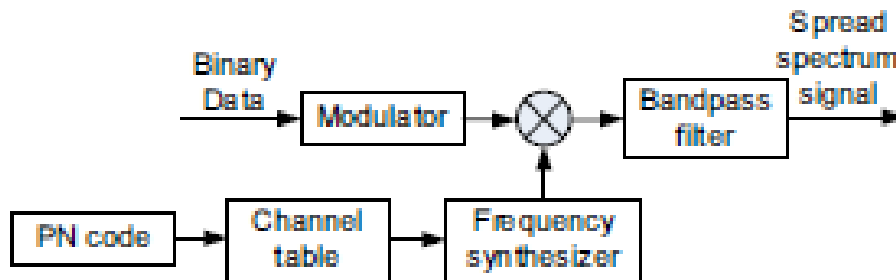 Spread
spectrum
signal
Binary
Data
Modulator
Bandpass
filter
PN code
Channel
table
Frequency
synthesizer